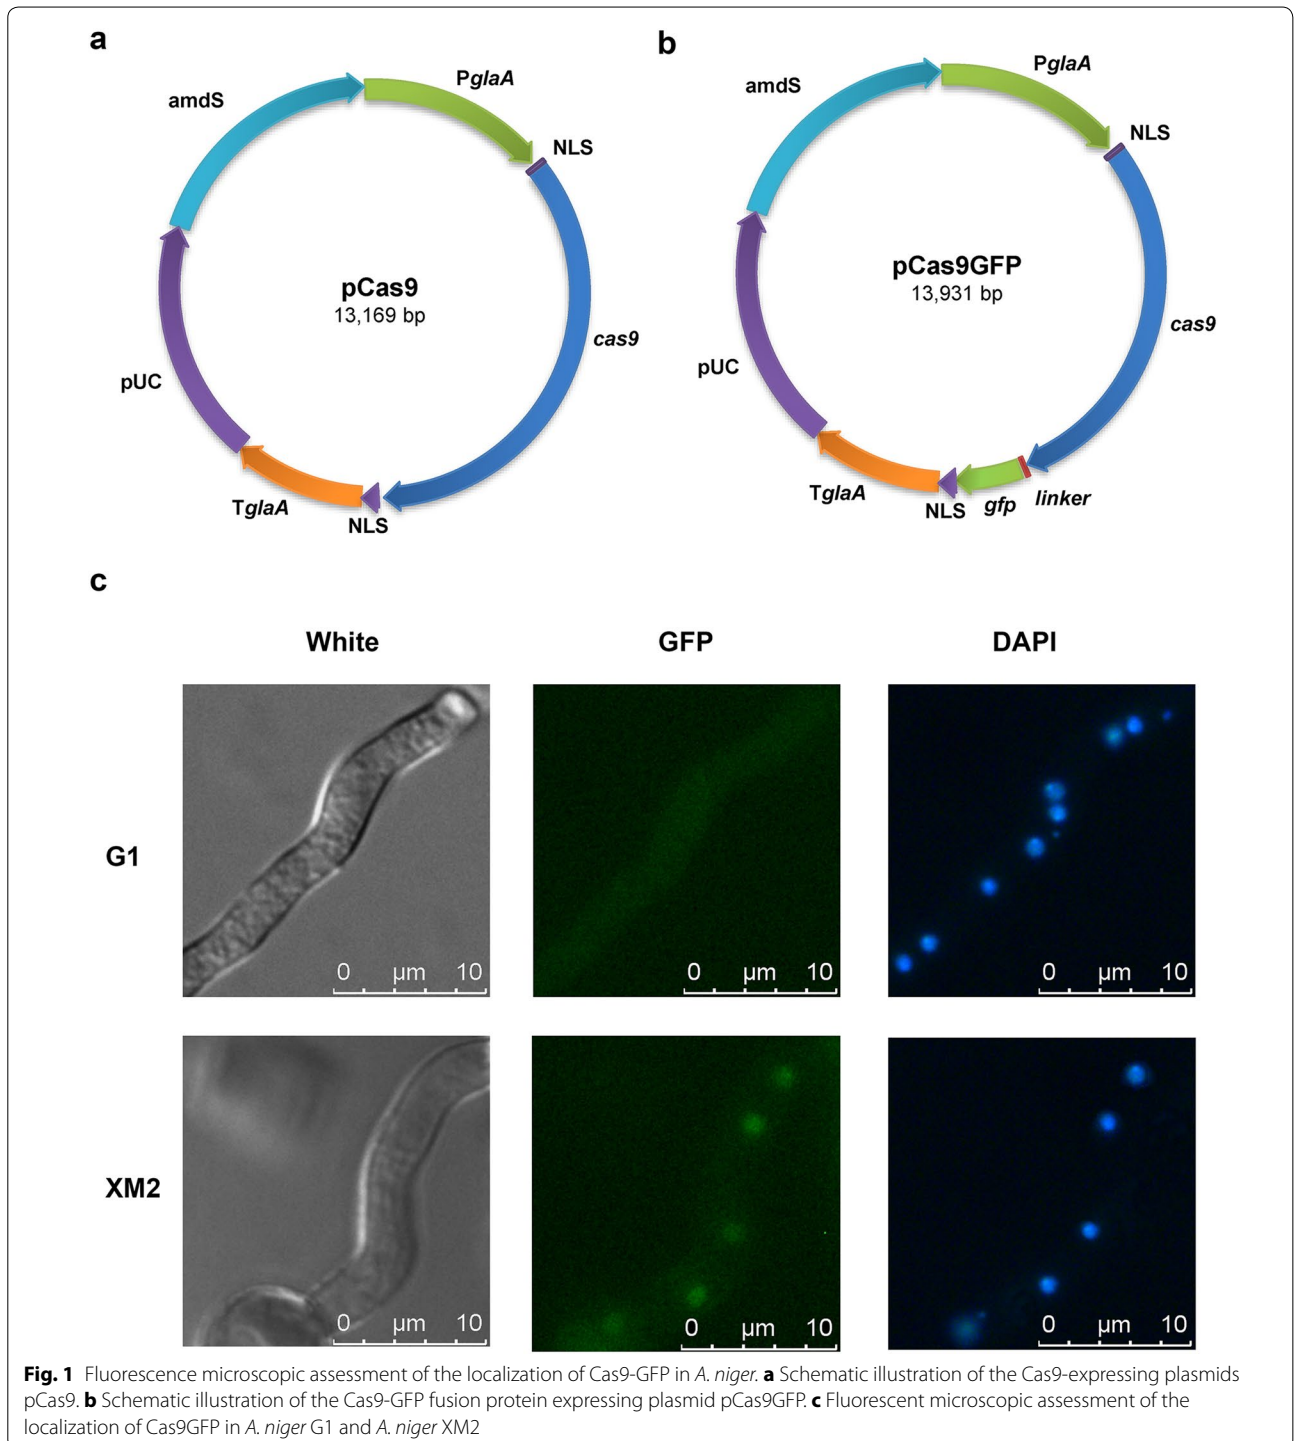 a
b
PglaA
amdS
NLS
pCas9
13,169 bp
cas9
pUC
TglaA
NLS
PglaA
amdS
NLS
pCas9GFP
13,931 bp
cas9
pUC
TglaA
NLS
gfp
linker
c
White
GFP
DAPI
G1
0 µm 10
0 µm 10
0 µm 10
XM2
0 µm 10
0 µm 10
0 µm 10
Fig. 1 Fluorescence microscopic assessment of the localization of Cas9-GFP in A. niger. a Schematic illustration of the Cas9-expressing plasmids
pCas9. b Schematic illustration of the Cas9-GFP fusion protein expressing plasmid pCas9GFP. c Fluorescent microscopic assessment of the
localization of Cas9GFP in A. niger G1 and A. niger XM2